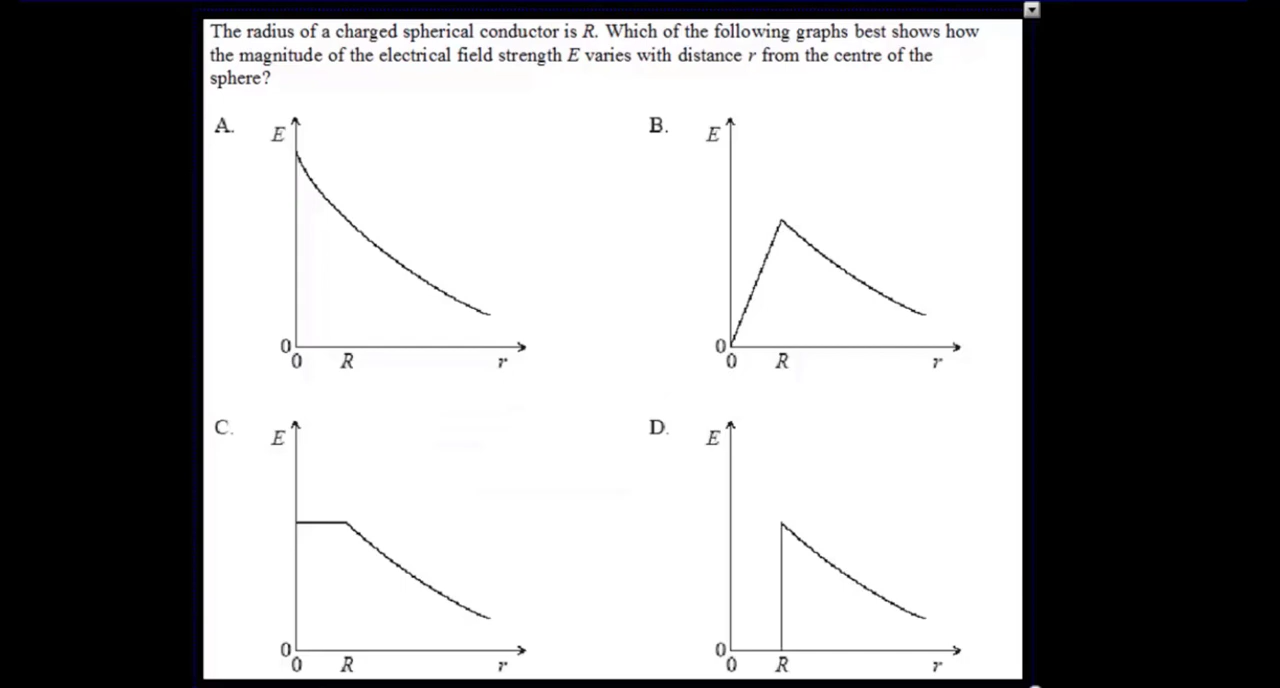 The radius of a charged spherical conductor is R. Which of the following graphs best shows how
the magnitude of the electrical field strength E varies with distance r from the centre of the
sphere?
A. E
B. E
0
0 R r
0
0 R r
C. E
D. E
0
0 R r
0
0 R r